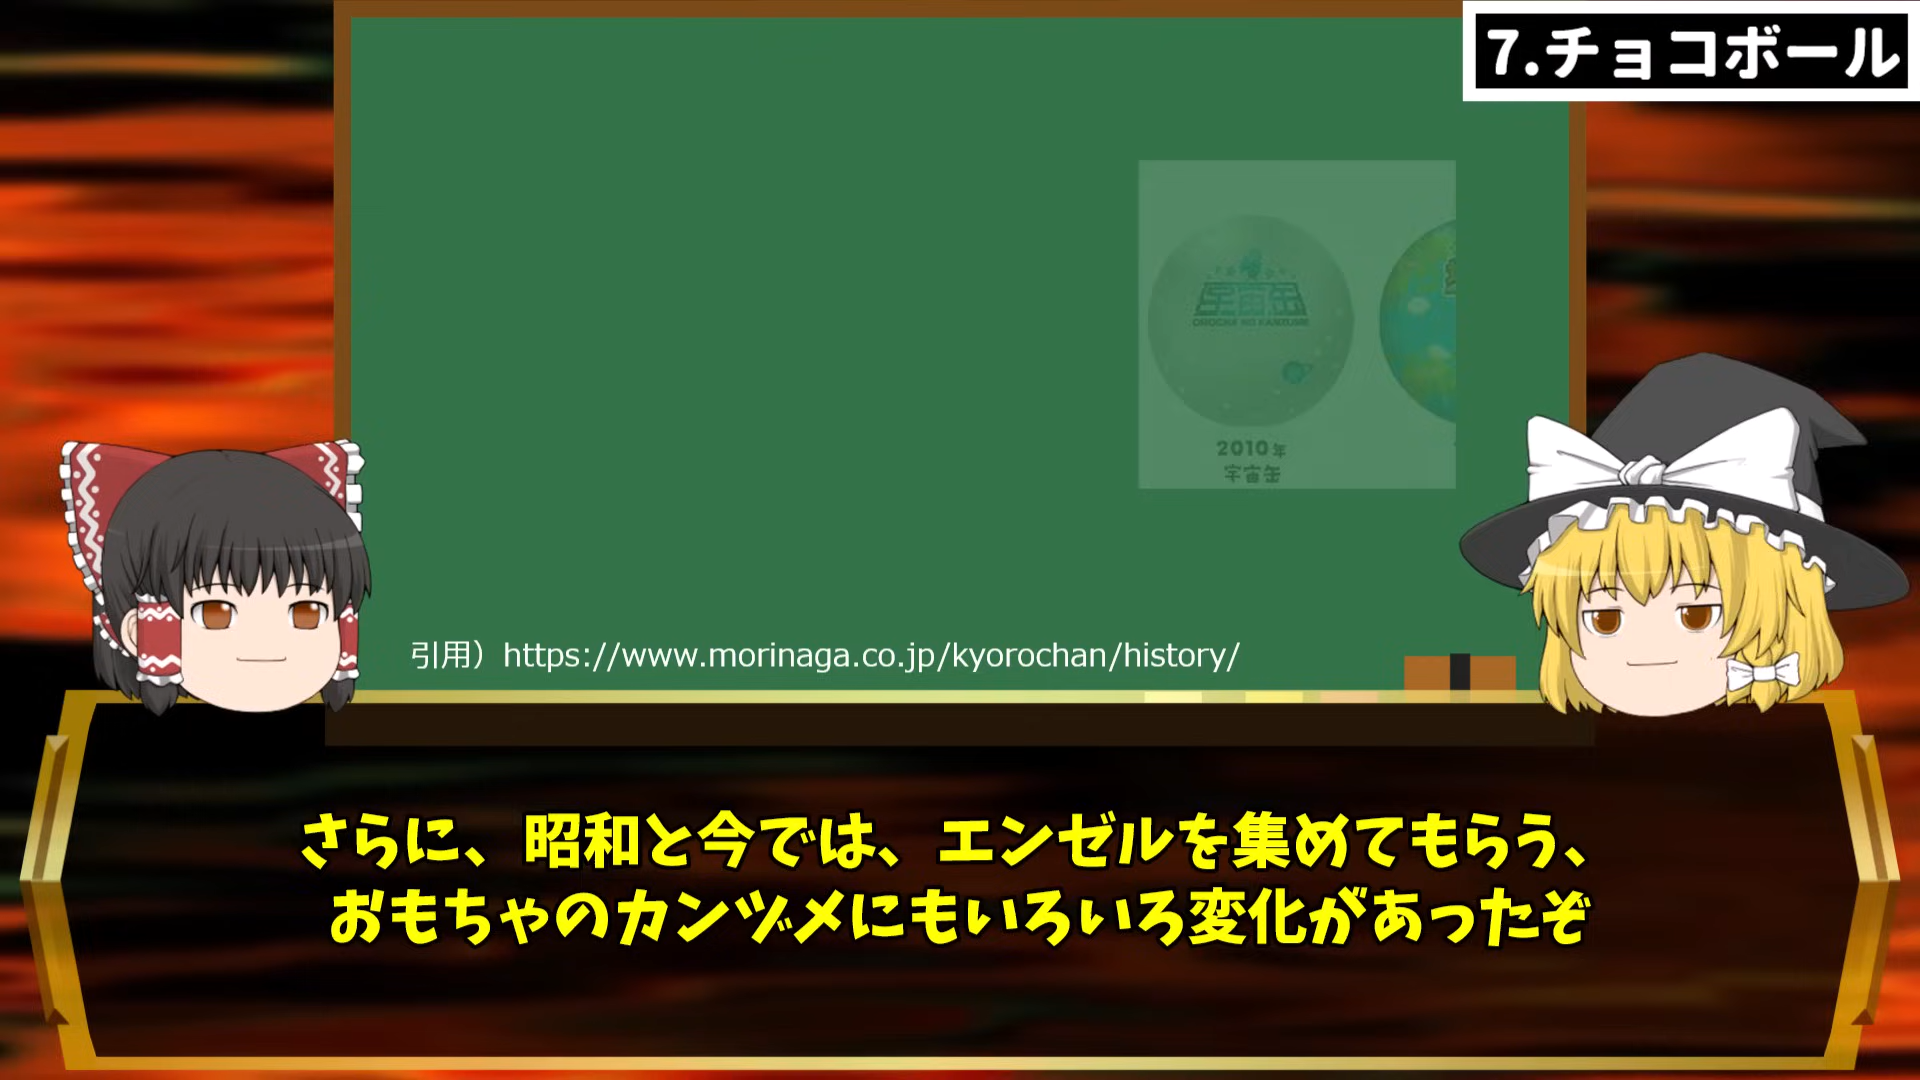 7.チョコボール
宇宙缶
OMOCHA NO KANZUME
2010年
宇宙缶
引用）https://www.morinaga.co.jp/kyorochan/history/
さらに、昭和と今では、エンゼルを集めてもらう、
おもちゃのカンヅメにもいろいろ変化があったぞ